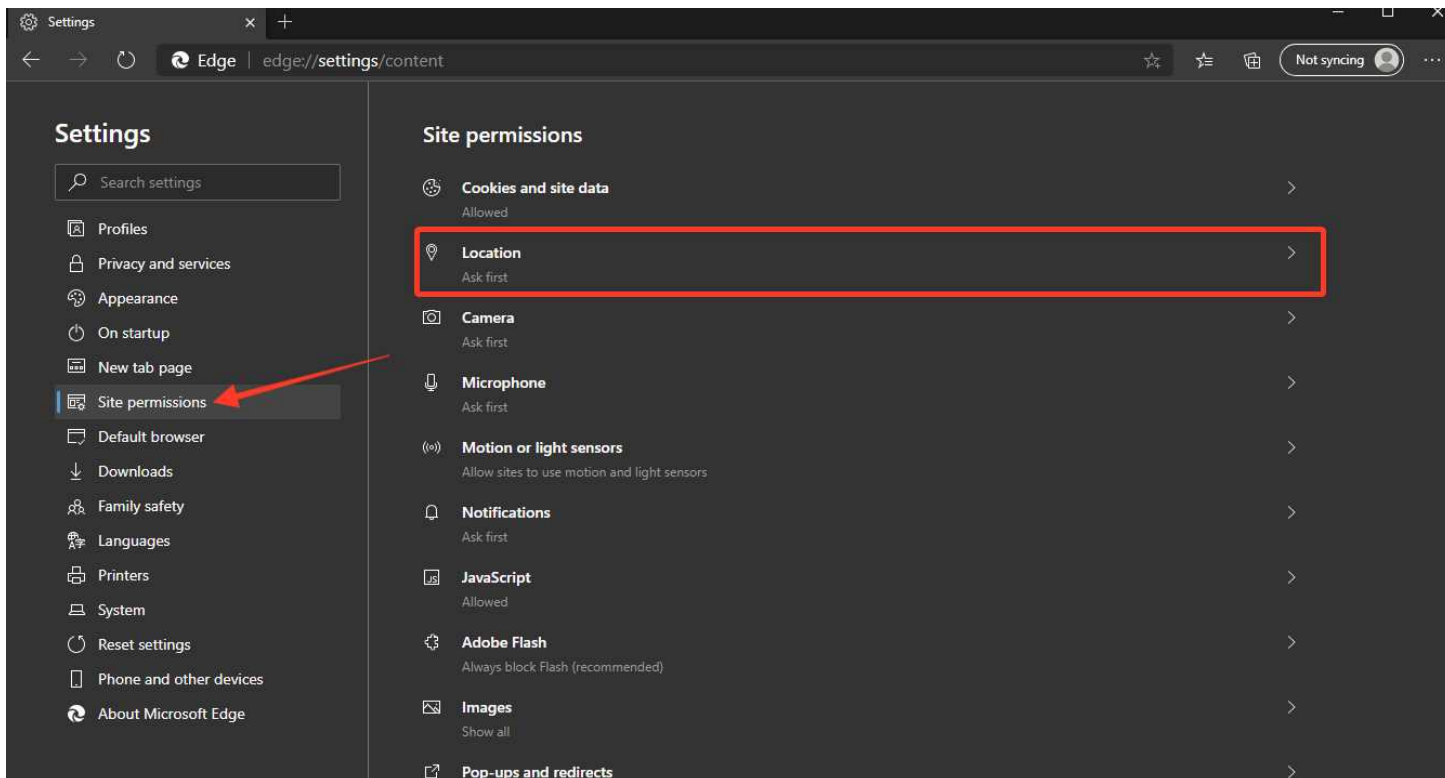 Settings
Edge | edge://settings/content
Not syncing
Settings
Search settings
Profiles
Privacy and services
Appearance
On startup
New tab page
Site permissions
Default browser
Downloads
Family safety
Languages
Printers
System
Reset settings
Phone and other devices
About Microsoft Edge
Site permissions
Cookies and site data
Allowed
Location
Ask first
Camera
Ask first
Microphone
Ask first
Motion or light sensors
Allow sites to use motion and light sensors
Notifications
Ask first
JS
JavaScript
Allowed
Adobe Flash
Always block Flash (recommended)
Images
Show all
Pop-ups and redirects